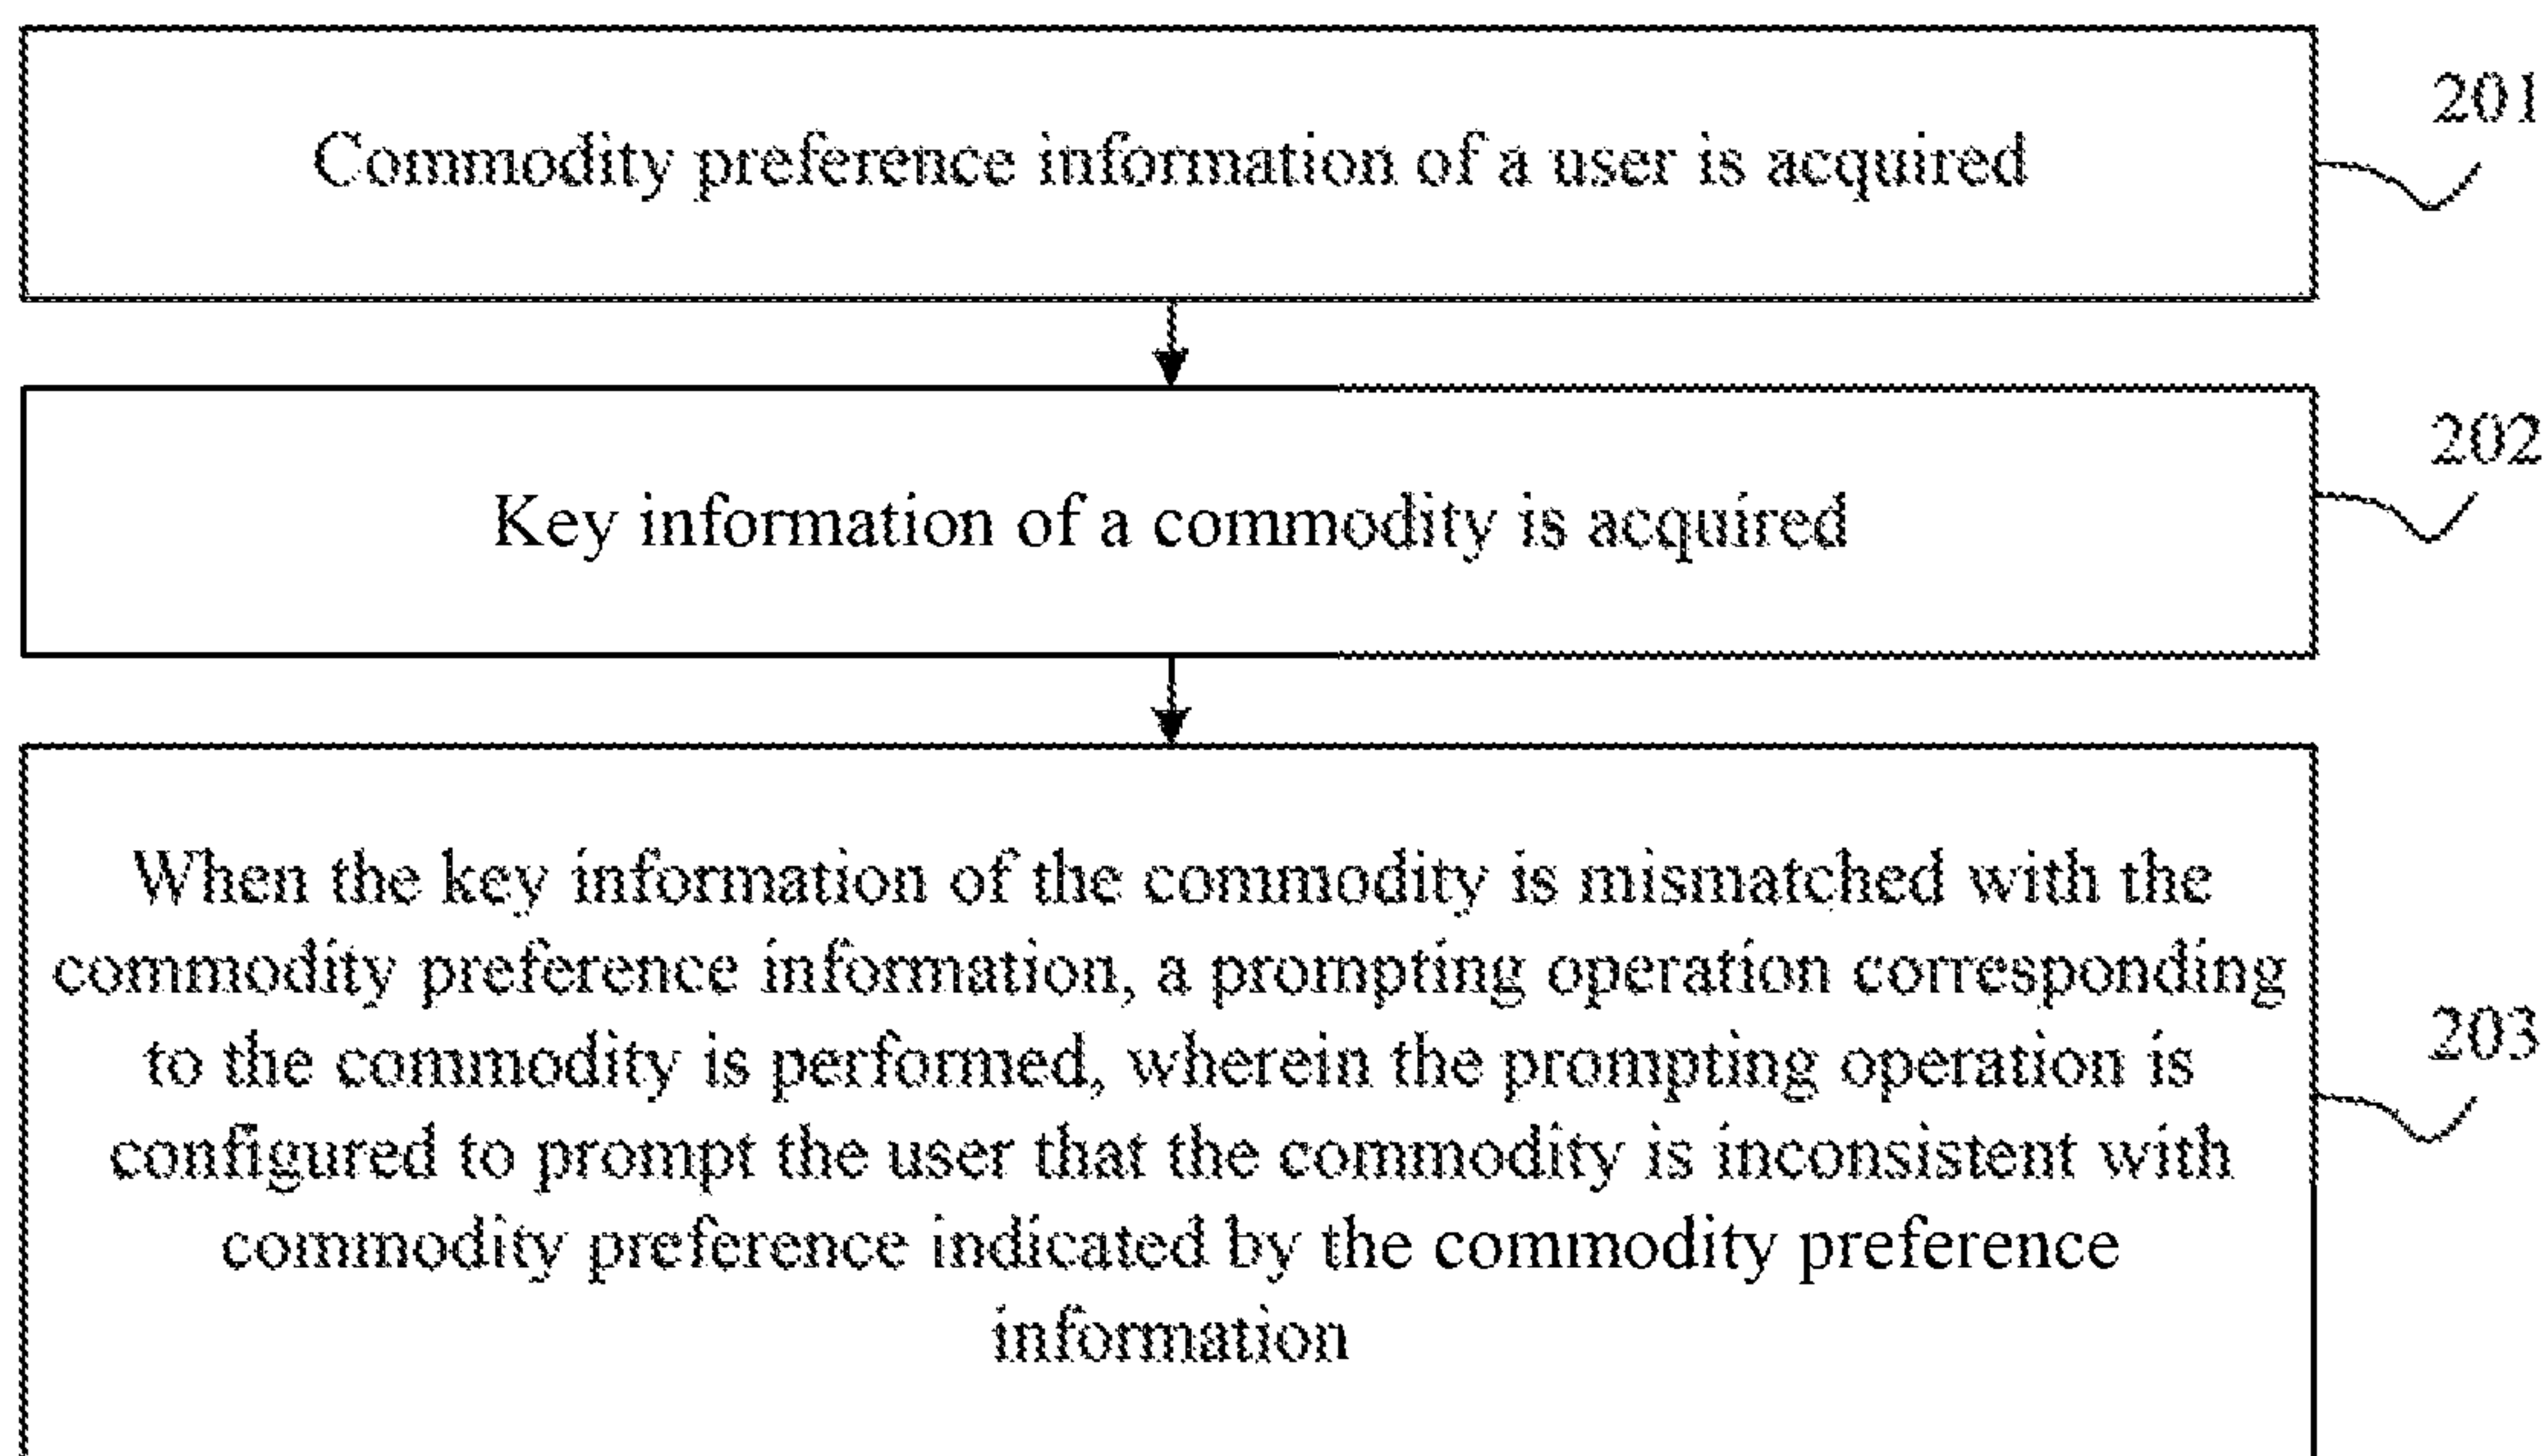 201
Commodity preference information of a user is acquired
202
Key information of a commodity is acquired
When the key information of the commodity is mismatched with the
commodity preference information, a prompting operation corresponding
203
to the commodity is performed, wherein the prompting operation is
configured to prompt the user that the commodity is inconsistent with
commodity preference indicated by the commodity preference
information